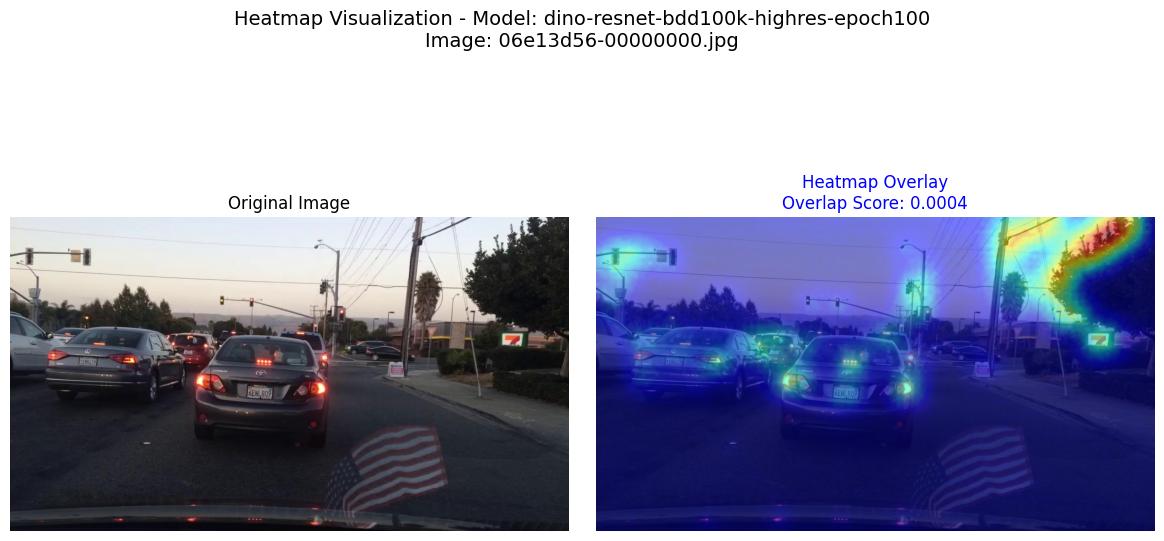 Heatmap Visualization - Model: dino-resnet-bdd100k-highres-epoch100
Image: 06e13d56-00000000.jpg
Original Image
Heatmap Overlay
Overlap Score: 0.0004